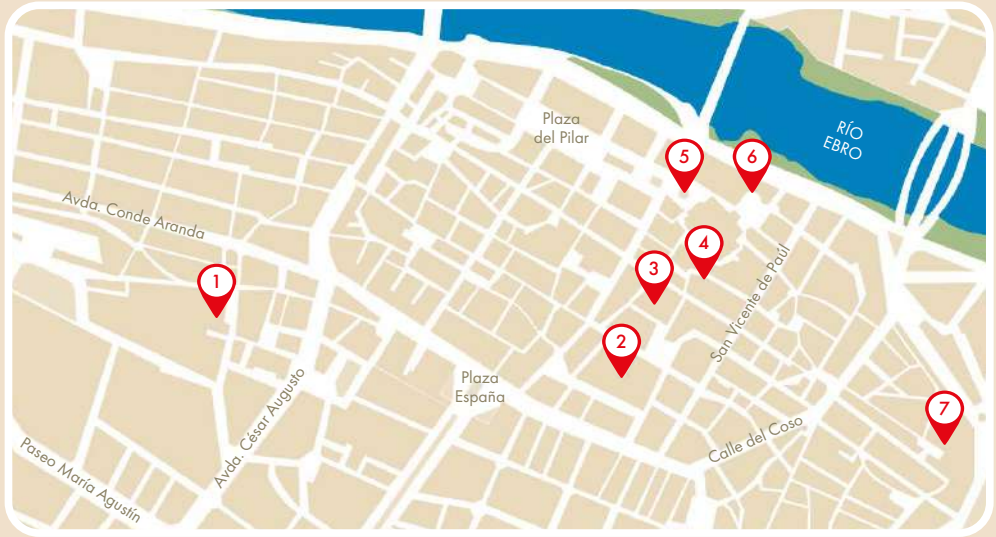 Plaza
del Pilar
RÍO
EBRO
5
6
Avda. Conde Aranda
4
3
1
San Vicente de Paúl
2
Plaza
España
Avda. César Augusto
7
Calle del Coso
Paseo María Agustín